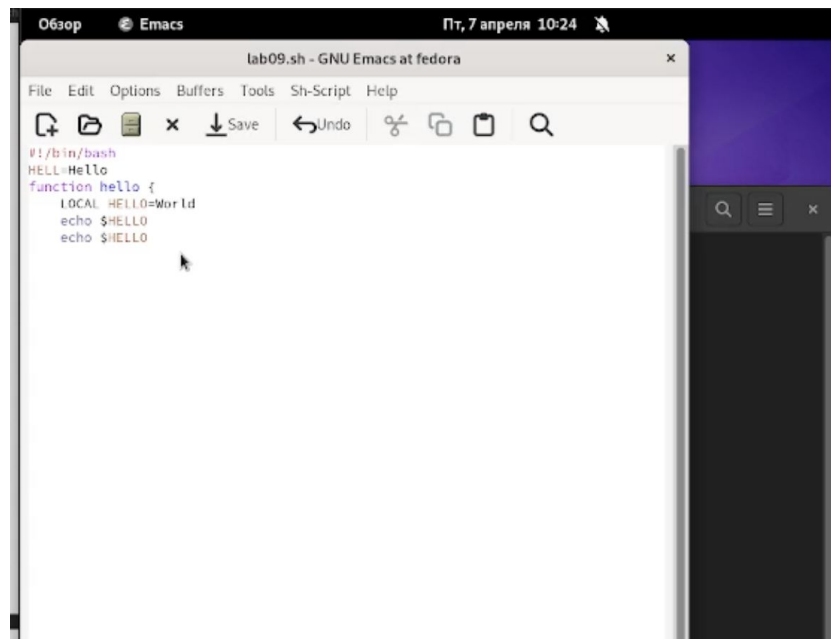 Обзор Emacs Пт, 7 апреля 10:24
lab09.sh - GNU Emacs at fedora
File Edit Options Buffers Tools Sh-Script Help
Save Undo
#!/bin/bash
HELL=Hello
function hello {
LOCAL HELLO=World
echo $HELLO
echo $HELLO